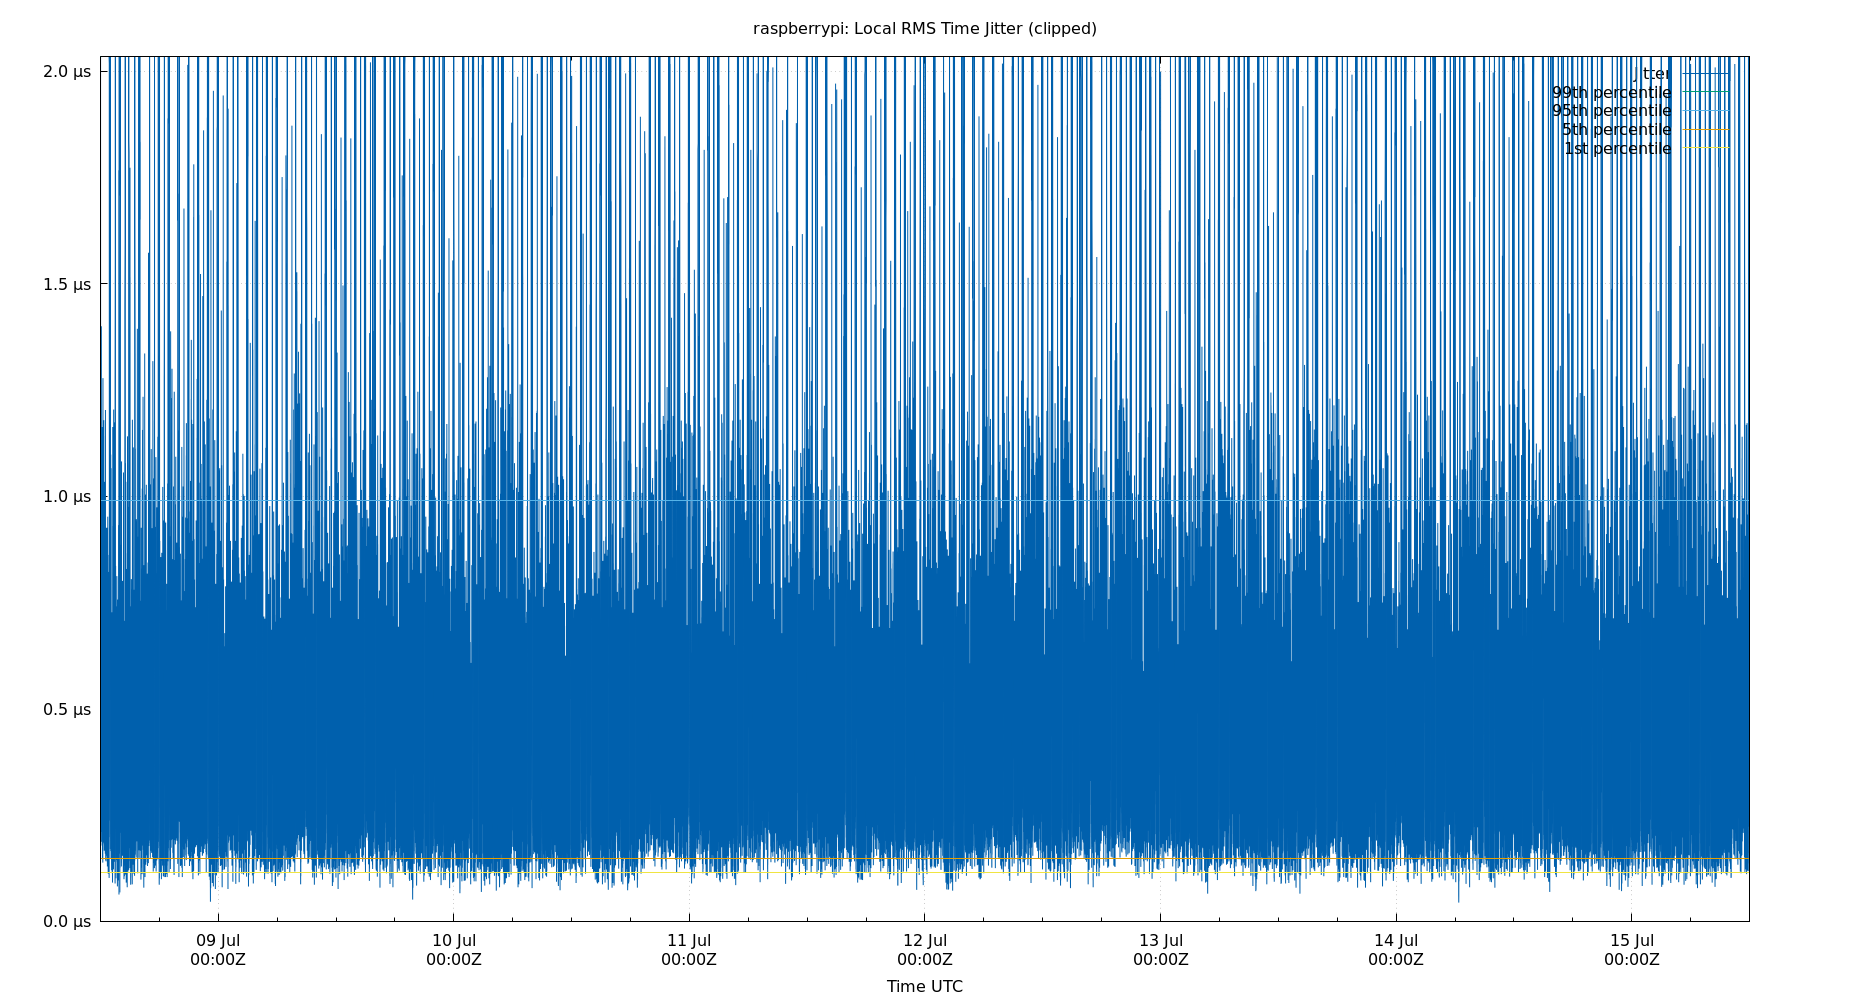 raspberrypi: Local RMS Time Jitter (clipped)
2.0 µs
1.5 µs
1.0 µs
0.5 µs
0.0 µs
jitter
99th percentile
95th percentile
5th percentile
1st percentile
09 Jul 10 Jul 11 Jul 12 Jul 13 Jul 14 Jul 15 Jul
00:00Z 00:00Z 00:00Z 00:00Z 00:00Z 00:00Z 00:00Z
Time UTC